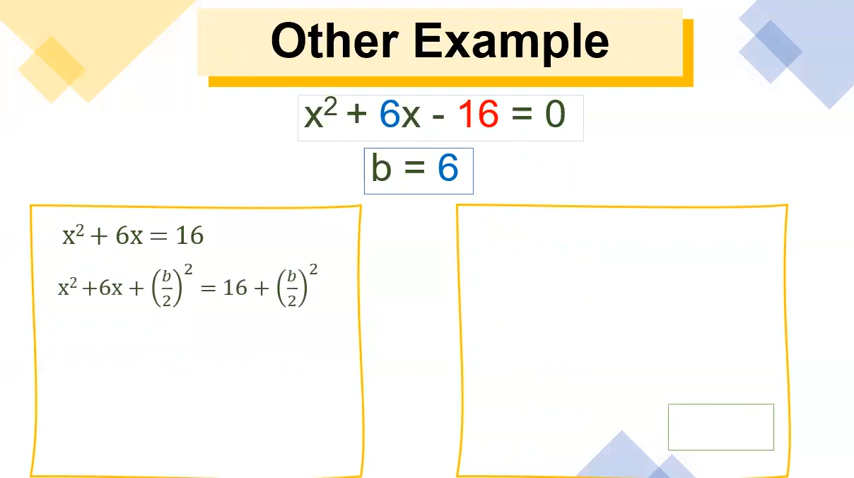 Other Example
x² + 6x - 16 = 0
b = 6
x² + 6x = 16
x² +6x + (b/2)² = 16 + (b/2)²